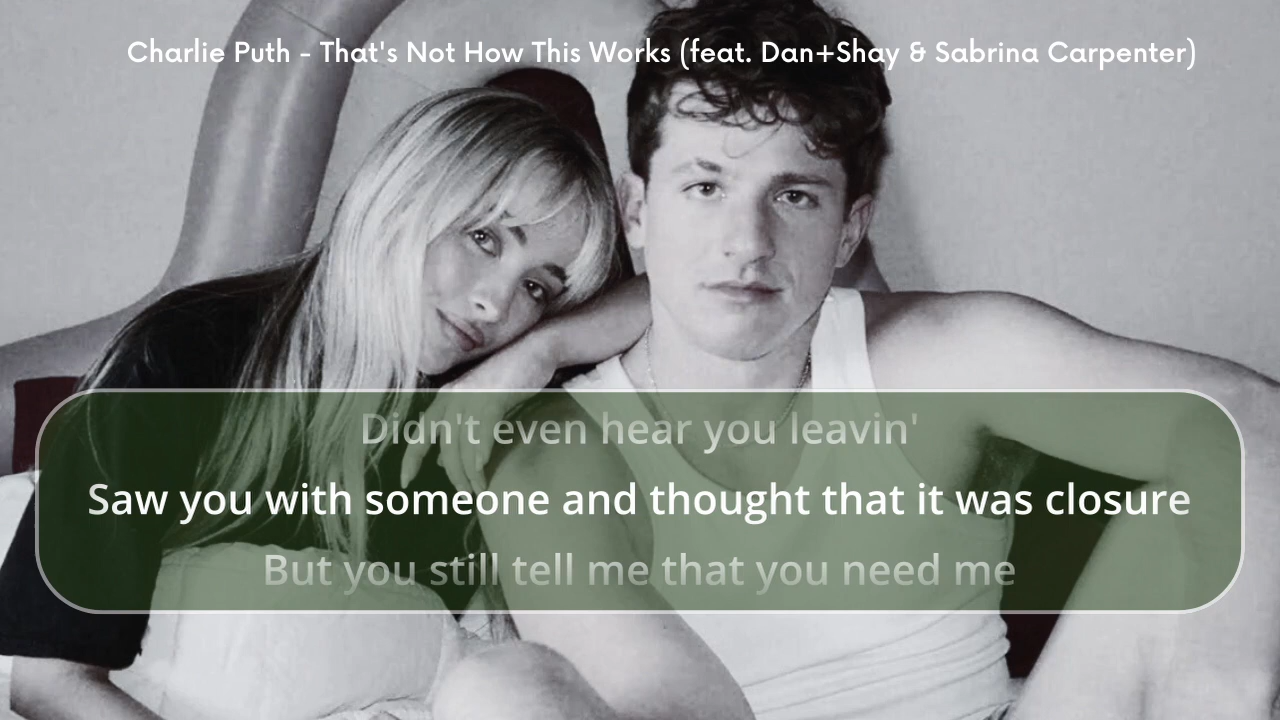 Charlie Puth - That's Not How This Works (feat. Dan+Shay & Sabrina Carpenter)
Didn't even hear you leavin'
Saw you with someone and thought that it was closure
But you still tell me that you need me